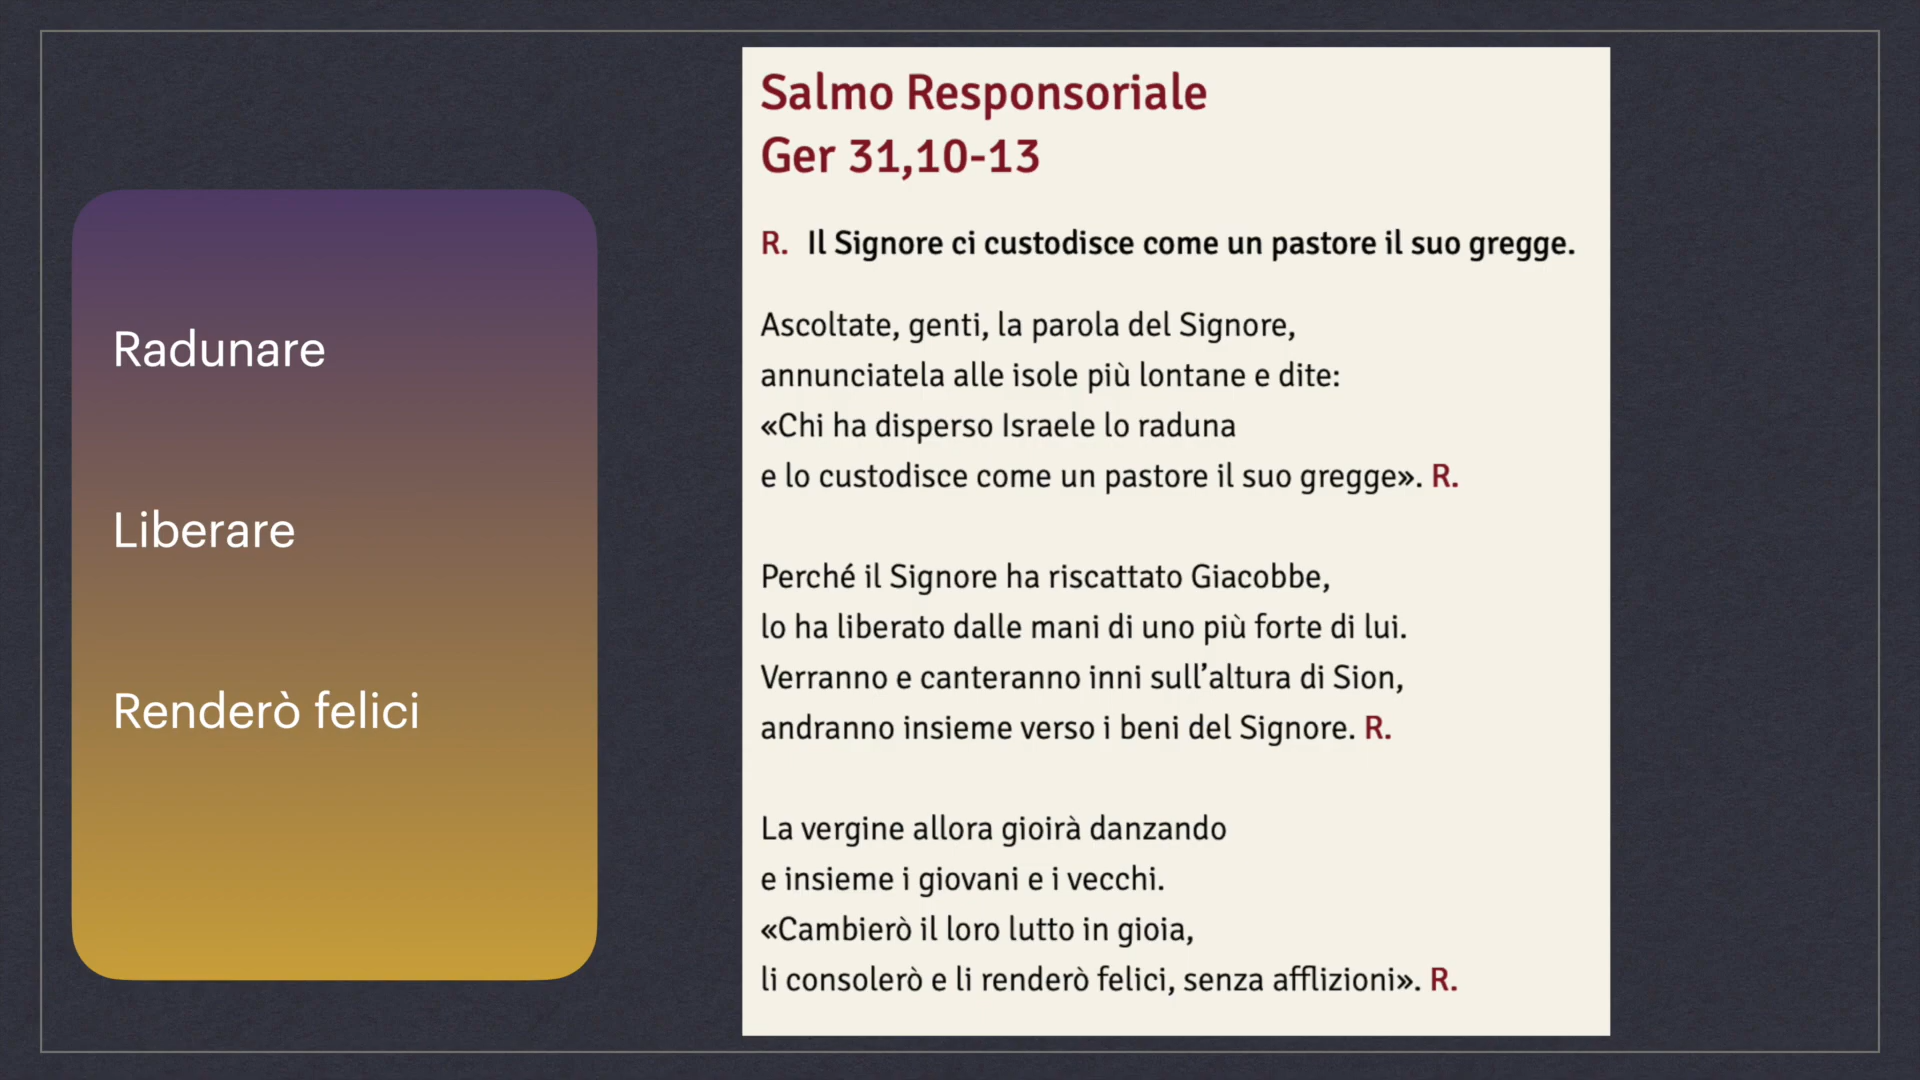 Radunare
Liberare
Renderò felici
Salmo Responsoriale
Ger 31,10-13
R. Il Signore ci custodisce come un pastore il suo gregge.
Ascoltate, genti, la parola del Signore,
annunciatela alle isole più lontane e dite:
«Chi ha disperso Israele lo raduna
e lo custodisce come un pastore il suo gregge». R.
Perché il Signore ha riscattato Giacobbe,
lo ha liberato dalle mani di uno più forte di lui.
Verranno e canteranno inni sull’altura di Sion,
andranno insieme verso i beni del Signore. R.
La vergine allora gioirà danzando
e insieme i giovani e i vecchi.
«Cambierò il loro lutto in gioia,
li consolerò e li renderò felici, senza afflizioni». R.